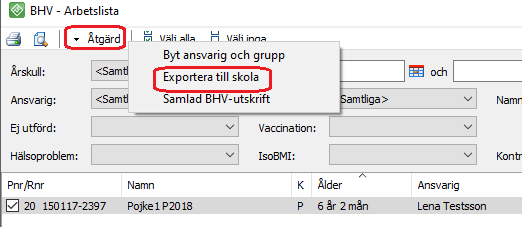 BHV - Arbetslista
Åtgärd Välj alla Välj inga
Byt ansvarig och grupp
Exportera till skola
Samlad BHV-utskrift
Årskull: <Samtl och
Ansvarig: <Samtl Samtliga> Namn
Ej utförd: Vaccination:
Hälsoproblem: IsoBMI: Kontr
Pnr/Rnr Namn K Ålder Ansvarig
20 150117-2397 Pojke1 P2018 P 6 år 2 mån Lena Testsson